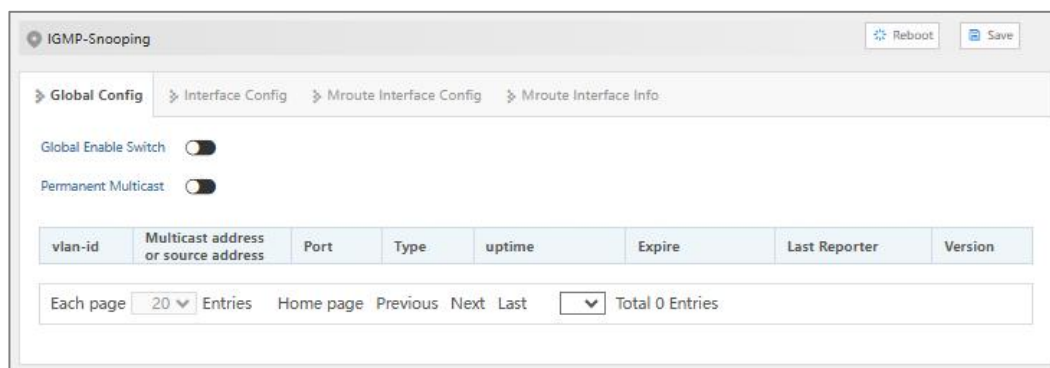 IGMP-Snooping Reboot Save
Global Config Interface Config Mroute Interface Config Mroute Interface Info
Global Enable Switch
Permanent Multicast
vlan-id Multicast address or source address Port Type uptime Expire Last Reporter Version
Each page 20 Entries Home page Previous Next Last Total 0 Entries